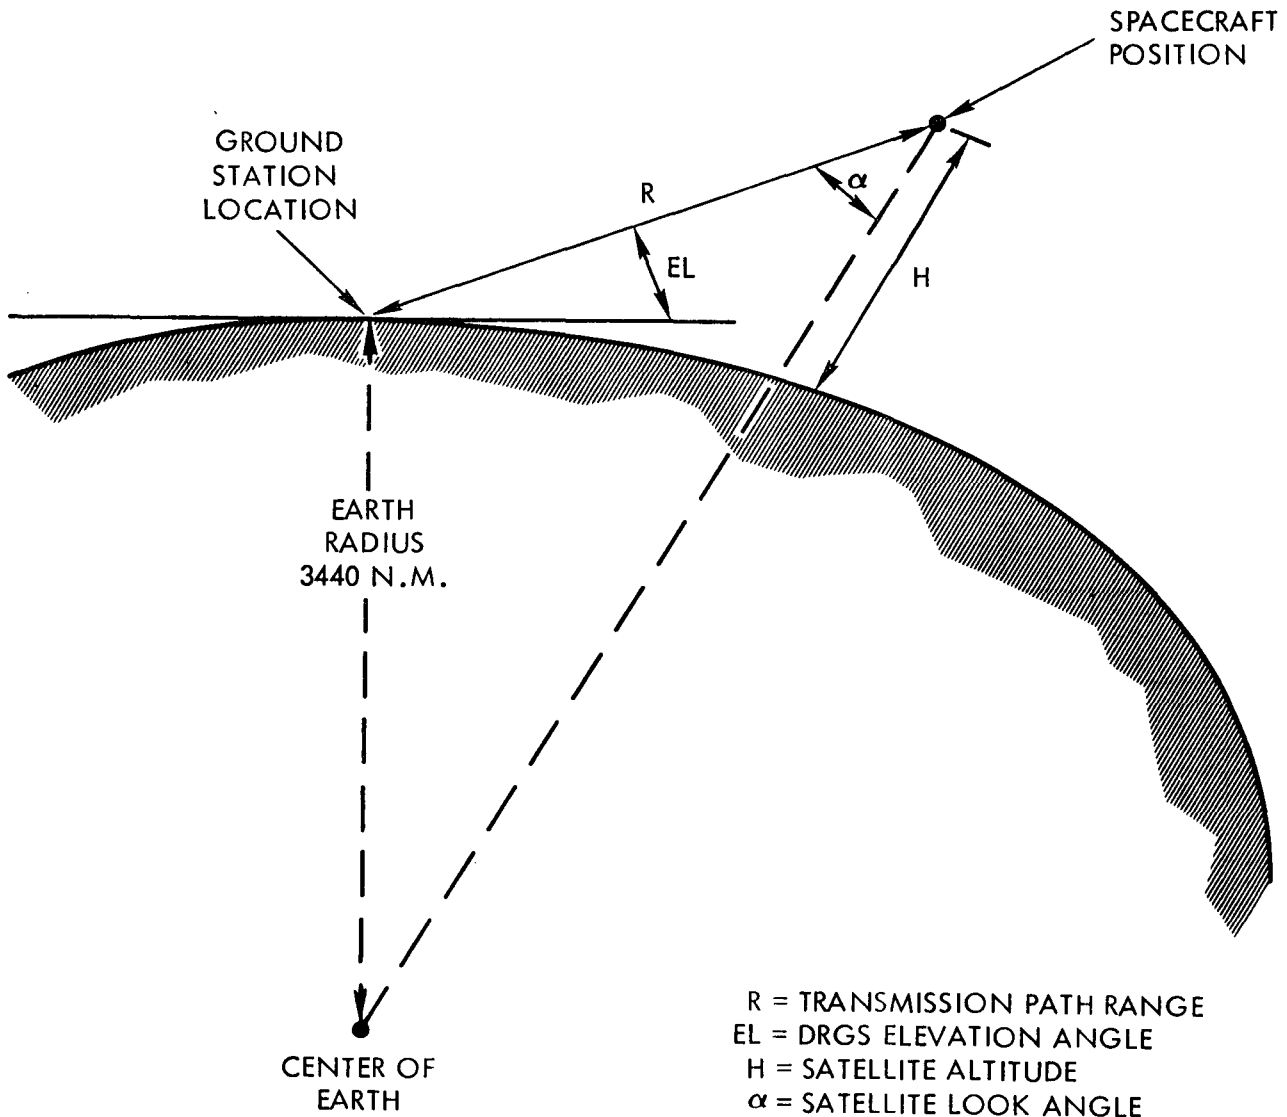 SPACECRAFT
POSITION
GROUND
STATION
LOCATION
R
α
EL
H
EARTH
RADIUS
3440 N.M.
CENTER OF
EARTH
R = TRANSMISSION PATH RANGE
EL = DRGS ELEVATION ANGLE
H = SATELLITE ALTITUDE
α = SATELLITE LOOK ANGLE